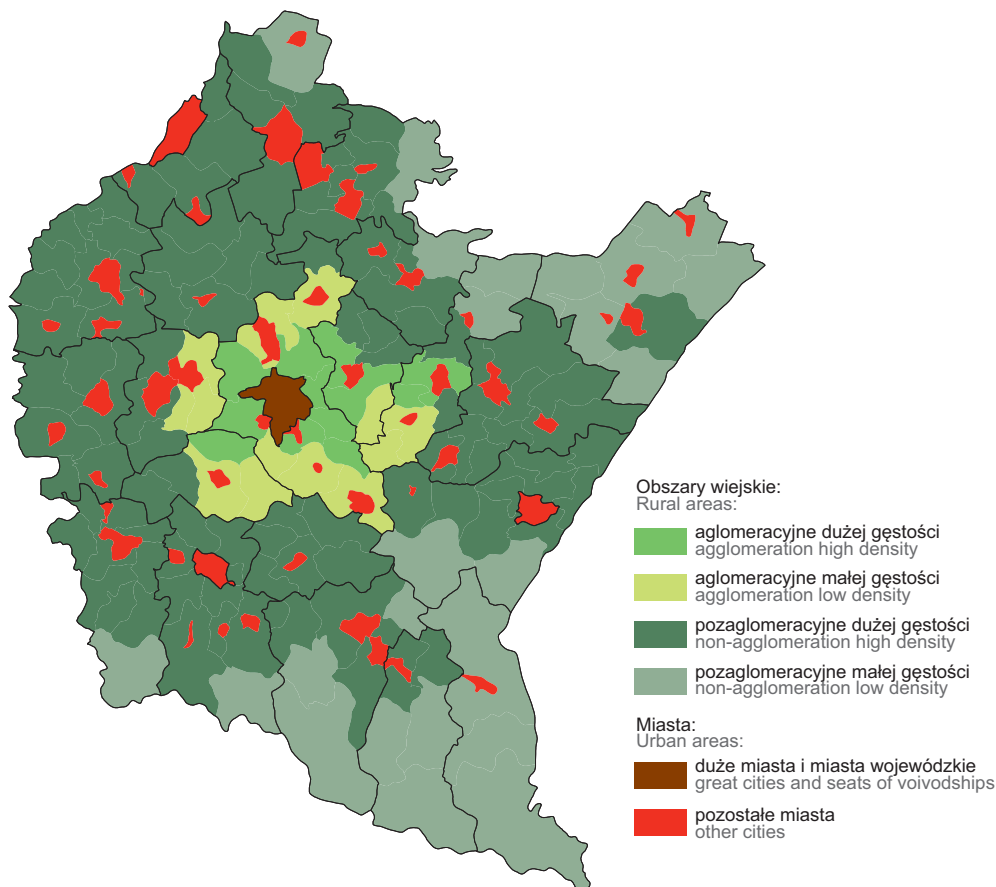 Obszary wiejskie:
Rural areas:
aglomeracyjne dużej gęstości
agglomeration high density
aglomeracyjne małej gęstości
agglomeration low density
pozaglomeracyjne dużej gęstości
non-agglomeration high density
pozaglomeracyjne małej gęstości
non-agglomeration low density
Miasta:
Urban areas:
duże miasta i miasta wojewódzkie
great cities and seats of voivodships
pozostałe miasta
other cities